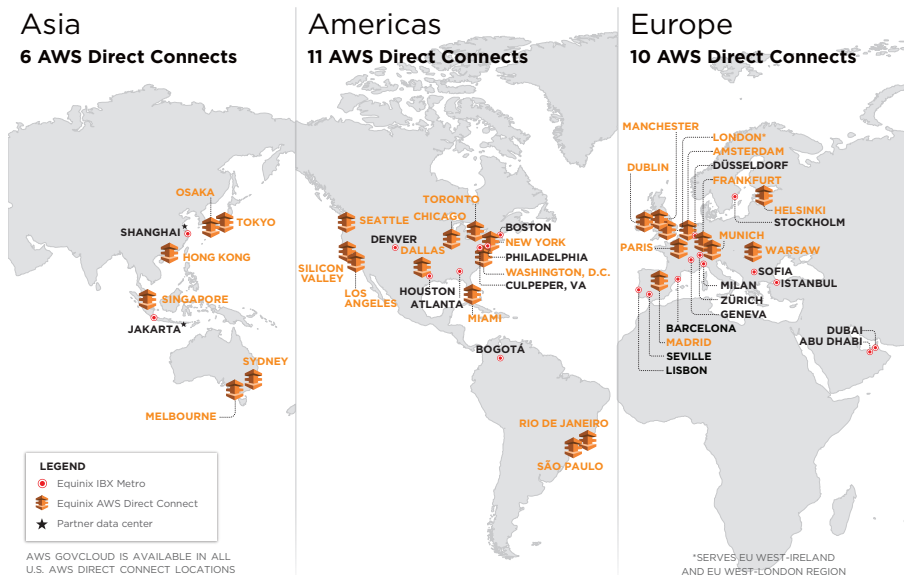 Asia
6 AWS Direct Connects
OSAKA
TOKYO
SHANGHAI
HONG KONG
SINGAPORE
JAKARTA
SYDNEY
MELBOURNE
LEGEND
Equinix IBX Metro
Equinix AWS Direct Connect
Partner data center
AWS GOVCLOUD IS AVAILABLE IN ALL
U.S. AWS DIRECT CONNECT LOCATIONS
Americas
11 AWS Direct Connects
TORONTO
CHICAGO
SEATTLE
BOSTON
DENVER
NEW YORK
DALLAS
PHILADELPHIA
SILICON
VALLEY
WASHINGTON, D.C.
LOS
ANGELES
HOUSTON
CULPEPER, VA
ATLANTA
MIAMI
BOGOTÁ
RIO DE JANEIRO
SÃO PAULO
Europe
10 AWS Direct Connects
MANCHESTER
LONDON*
AMSTERDAM
DUBLIN
DÜSSELDORF
FRANKFURT
HELSINKI
STOCKHOLM
PARIS
MUNICH
WARSAW
SOFIA
ISTANBUL
MILAN
ZÜRICH
GENEVA
BARCELONA
MADRID
SEVILLE
LISBON
DUBAI
ABU DHABI
*SERVES EU WEST-IRELAND
AND EU WEST-LONDON REGION